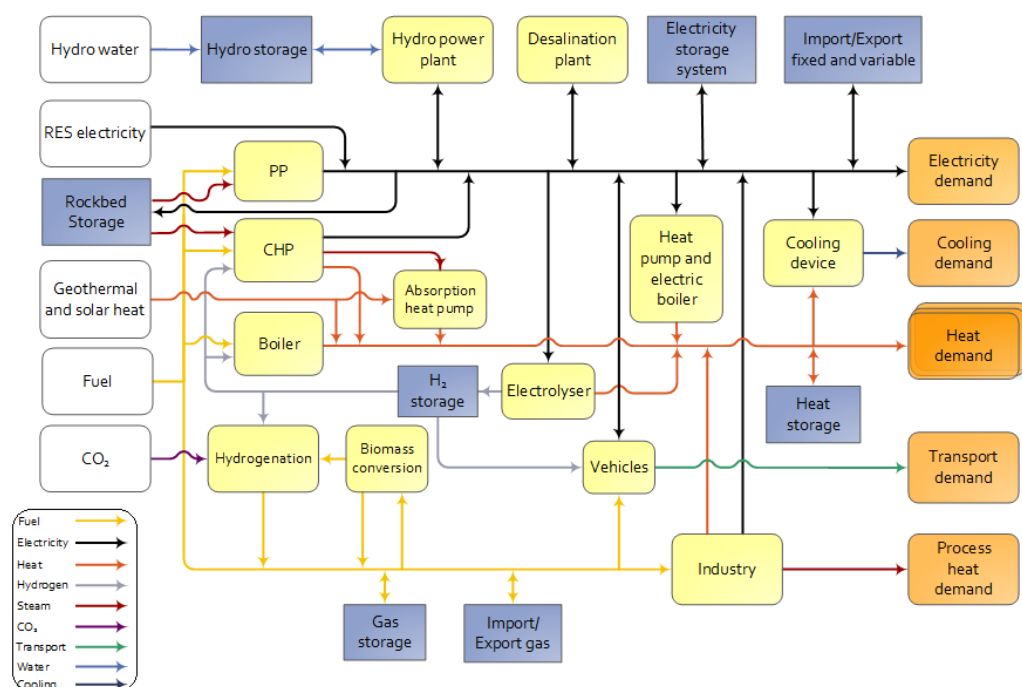 Hydro water
Hydro storage
Hydro power
plant
Desalination
plant
Electricity
storage
system
Import/Export
fixed and variable
RES electricity
PP
Electricity
demand
Rockbed
Storage
CHP
Heat
pump and
electric
boiler
Cooling
device
Cooling
demand
Geothermal
and solar heat
Absorption
heat pump
Boiler
Heat
demand
Fuel
H₂
storage
Electrolyser
Heat
storage
CO₂
Hydrogenation
Biomass
conversion
Vehicles
Transport
demand
Fuel
Electricity
Heat
Hydrogen
Steam
CO₂
Transport
Water
Cooling
Industry
Process
heat
demand
Gas
storage
Import/
Export gas